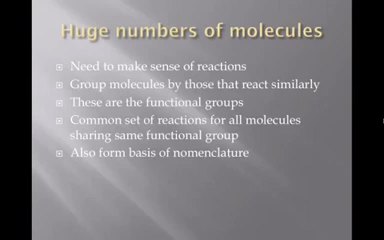 Huge numbers of molecules
Need to make sense of reactions
Group molecules by those that react similarly
These are the functional groups
Common set of reactions for all molecules
sharing same functional group
Also form basis of nomenclature